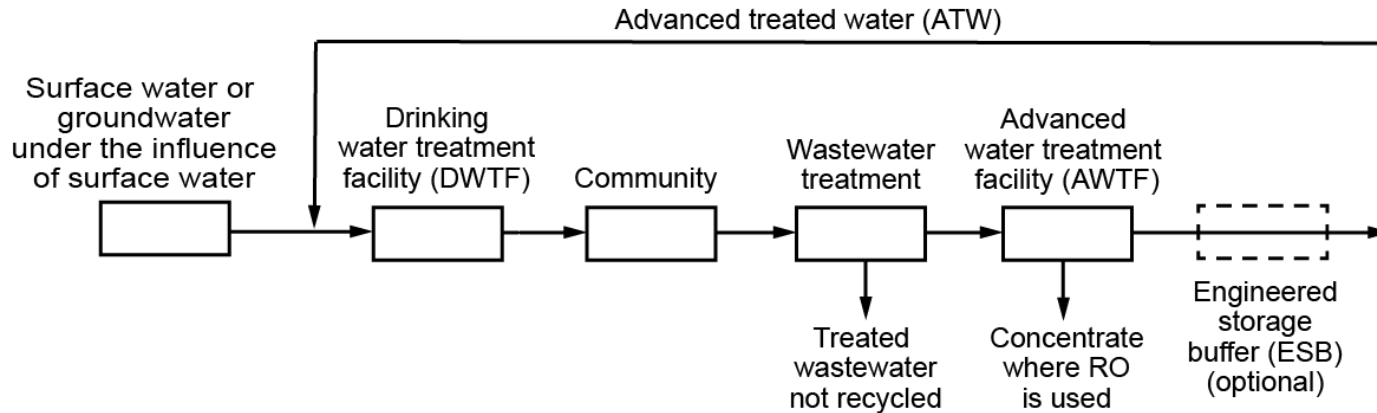 Advanced treated water (ATW)
Surface water or
groundwater
under the influence
of surface water
Drinking
water treatment
facility (DWTF)
Community
Wastewater
treatment
Advanced
water treatment
facility (AWTF)
Treated
wastewater
not recycled
Concentrate
where RO
is used
Engineered
storage
buffer (ESB)
(optional)